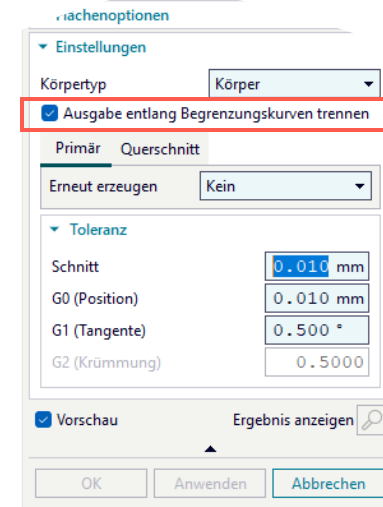 Flächenoptionen
Einstellungen
Körpertyp Körper
Ausgabe entlang Begrenzungskurven trennen
Primär Querschnitt
Erneut erzeugen Kein
Toleranz
Schnitt 0.010 mm
G0 (Position) 0.010 mm
G1 (Tangente) 0.500 °
G2 (Krümmung) 0.5000
Vorschau Ergebnis anzeigen
OK Anwenden Abbrechen